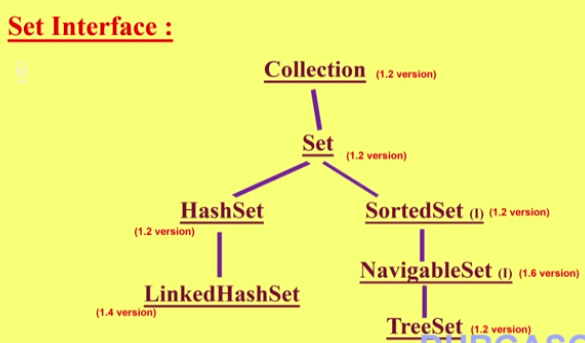 Set Interface :
Collection (1.2 version)
Set (1.2 version)
HashSet (1.2 version)
SortedSet (I) (1.2 version)
LinkedHashSet (1.4 version)
NavigableSet (I) (1.6 version)
TreeSet (1.2 version)